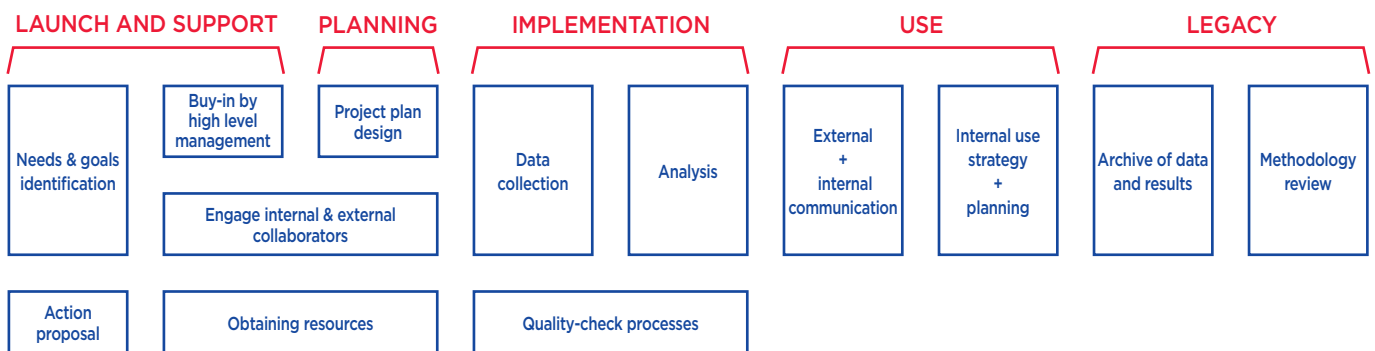 LAUNCH AND SUPPORT
PLANNING
IMPLEMENTATION
USE
LEGACY
Needs & goals
identification
Buy-in by
high level
management
Project plan
design
Engage internal & external
collaborators
Data
collection
Analysis
External
+
internal
communication
Internal use
strategy
+
planning
Archive of data
and results
Methodology
review
Action
proposal
Obtaining resources
Quality-check processes